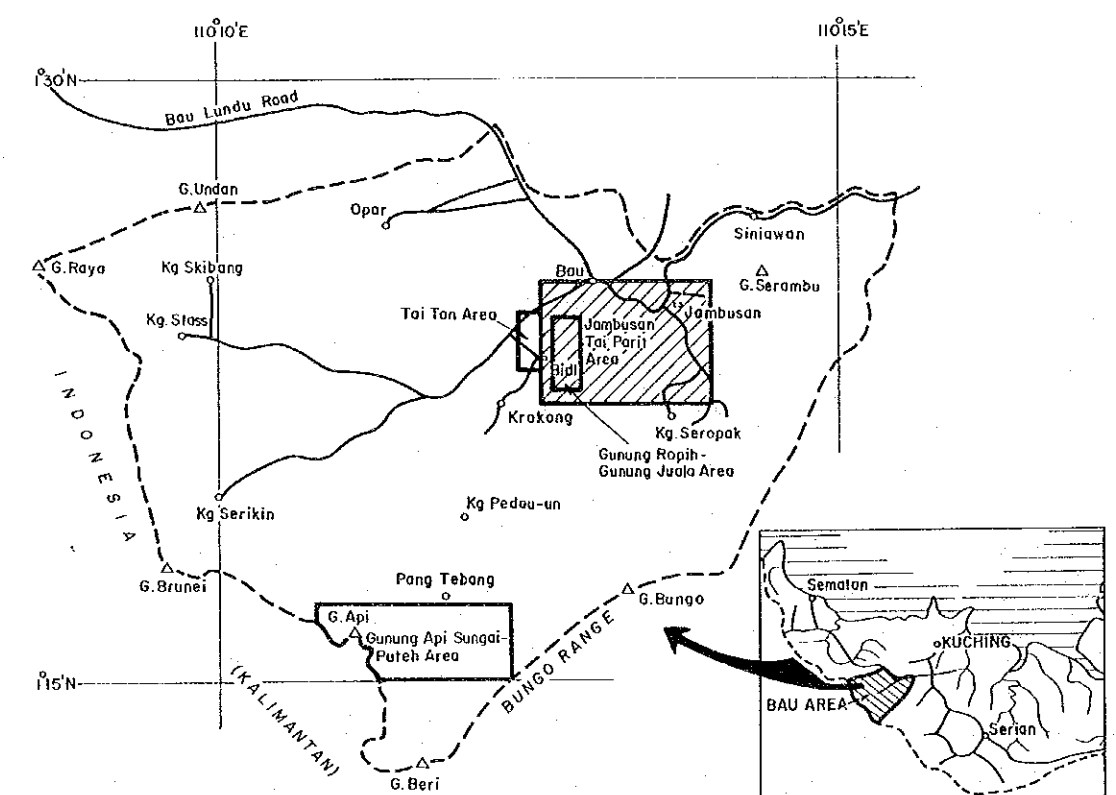 110°10'E
110°15'E
1°30'N
Bau Lundu Road
G.Undan
Opar
Siniawan
G.Raya
Kg Skibang
Bau
G.Serambu
Tai Ton Area
Jambusan
Kg. Stass
Jambusan
Tai Parit
Area
Bidi
INDONESIA
Krokong
Kg. Seropak
Gunung Ropih-
Gunung Juala Area
Kg Serikin
Kg Pedau-un
G.Brunei
Pang Tebang
G.Bungo
G.Api
Gunung Api Sungai-
Puteh Area
BUNGO RANGE
1°15'N
(KALIMANTAN)
G.Beri
Sematan
KUCHING
BAU AREA
Serian